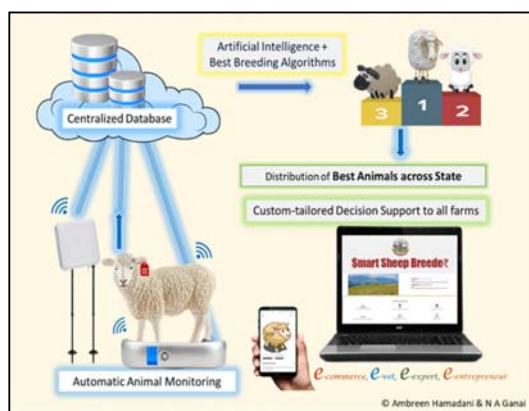 Artificial Intelligence +
Best Breeding Algorithms
Centralized Database
3 1 2
Distribution of Best Animals across State
Custom-tailored Decision Support to all farms
Smart Sheep Breede₹
Automatic Animal Monitoring
e-commerce, e-vet, e-expert, e-entrepreneur
© Ambreen Hamadani & N A Ganai